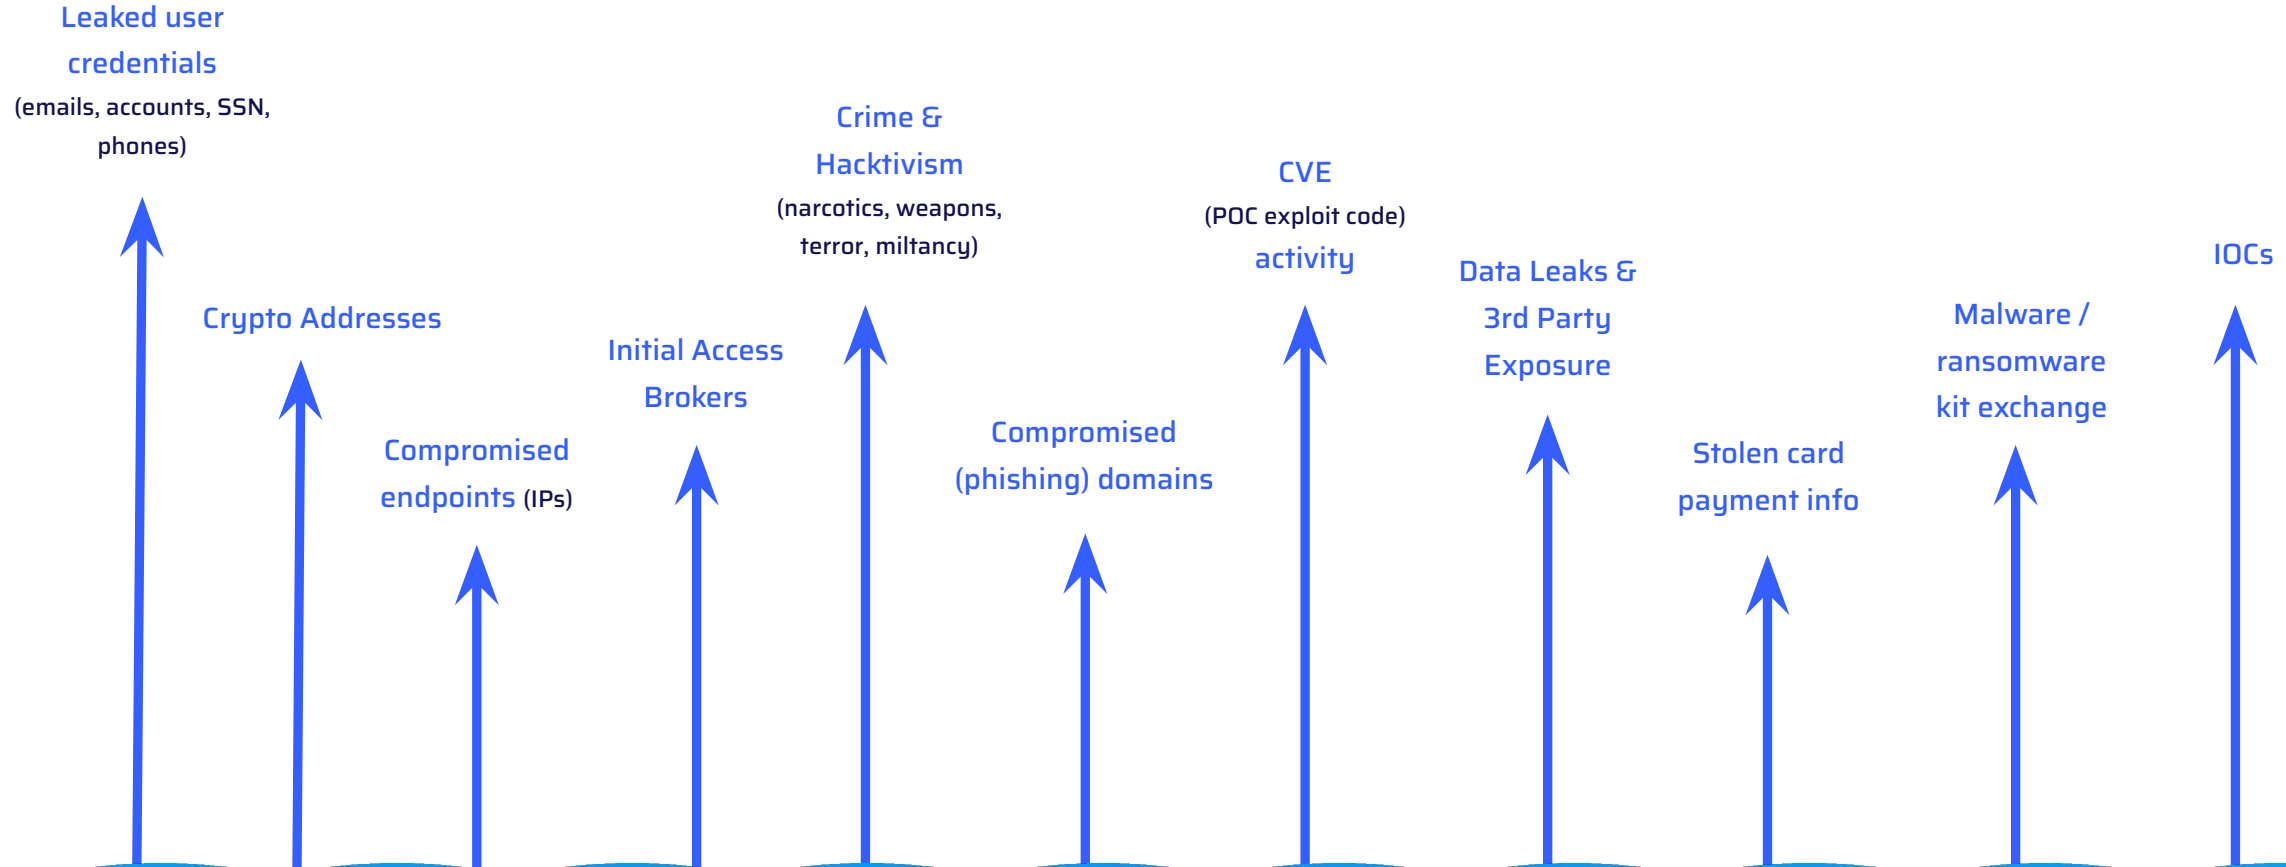 Leaked user
credentials
(emails, accounts, SSN,
phones)
Crypto Addresses
Compromised
endpoints (IPs)
Initial Access
Brokers
Crime &
Hacktivism
(narcotics, weapons,
terror, miltancy)
Compromised
(phishing) domains
CVE
(POC exploit code)
activity
Data Leaks &
3rd Party
Exposure
Stolen card
payment info
Malware /
ransomware
kit exchange
IOCs